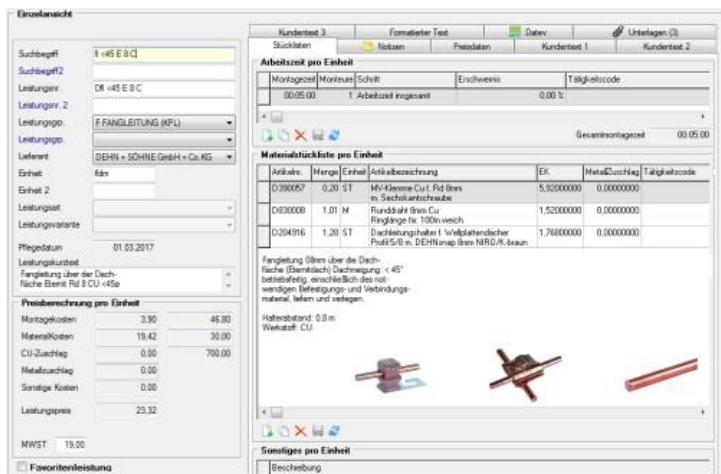 Einzelansicht
Suchbegriff fl <45 E 8 C
Suchbegriff2
Leistungsnr. Dfl <45 E 8 C
Leistungsnr. 2
Leistungsgrp. F FANGLEITUNG (KPL)
Leistungsgrp.
Lieferant DEHN + SÖHNE GmbH + Co.KG
Einheit fldm
Einheit 2
Leistungsart
Leistungsvariante
Pflegedatum 01.03.2017
Leistungskurztext
Fangleitung über der Dach-
fläche Eternit Rd 8 CU <45ø
Preisberechnung pro Einheit
Montagekosten 3,90 46,80
MaterialKosten 19,42 30,00
CU-Zuschlag 0,00 700,00
Metallzuschlag 0,00
Sonstige Kosten 0,00
Leistungspreis 23,32
MWST 19,00
Favoritenleistung
Kundentext 3 Formatierter Text Datev Unterlagen (3)
Stücklisten Notizen Preisdaten Kundentext 1 Kundentext 2
Arbeitszeit pro Einheit
Montagezeit Monteure Schritt Erschwernis Tätigkeitscode
00:05:00 1 Arbeitszeit insgesamt 0,00 %
Gesamtmontagezeit 00:05:00
Materialstückliste pro Einheit
Artikelnr. Menge Einheit Artikelbezeichnung EK MetallZuschlag Tätigkeitscode
D390057 0,20 ST MV-Klemme Cu f. Rd 8mm 5,92000000 0,00000000
m. Sechskantschraube
D830008 1,01 M Runddraht 8mm Cu 1,52000000 0,00000000
Ringlänge fix: 100m weich
D204916 1,20 ST Dachleitungshalter f. Wellplattendächer 1,76800000 0,00000000
Profil 5/8 m. DEHNsnap 8mm NIRO/K-braun
Fangleitung 08mm über die Dach-
fläche (Eternitdach) Dachneigung: < 45°
betriebsfertig, einschließlich des not-
wendigen Befestigungs- und Verbindungs-
material, liefern und verlegen.
Halterabstand: 0,8 m
Werkstoff: CU
Sonstiges pro Einheit
Beschreibung